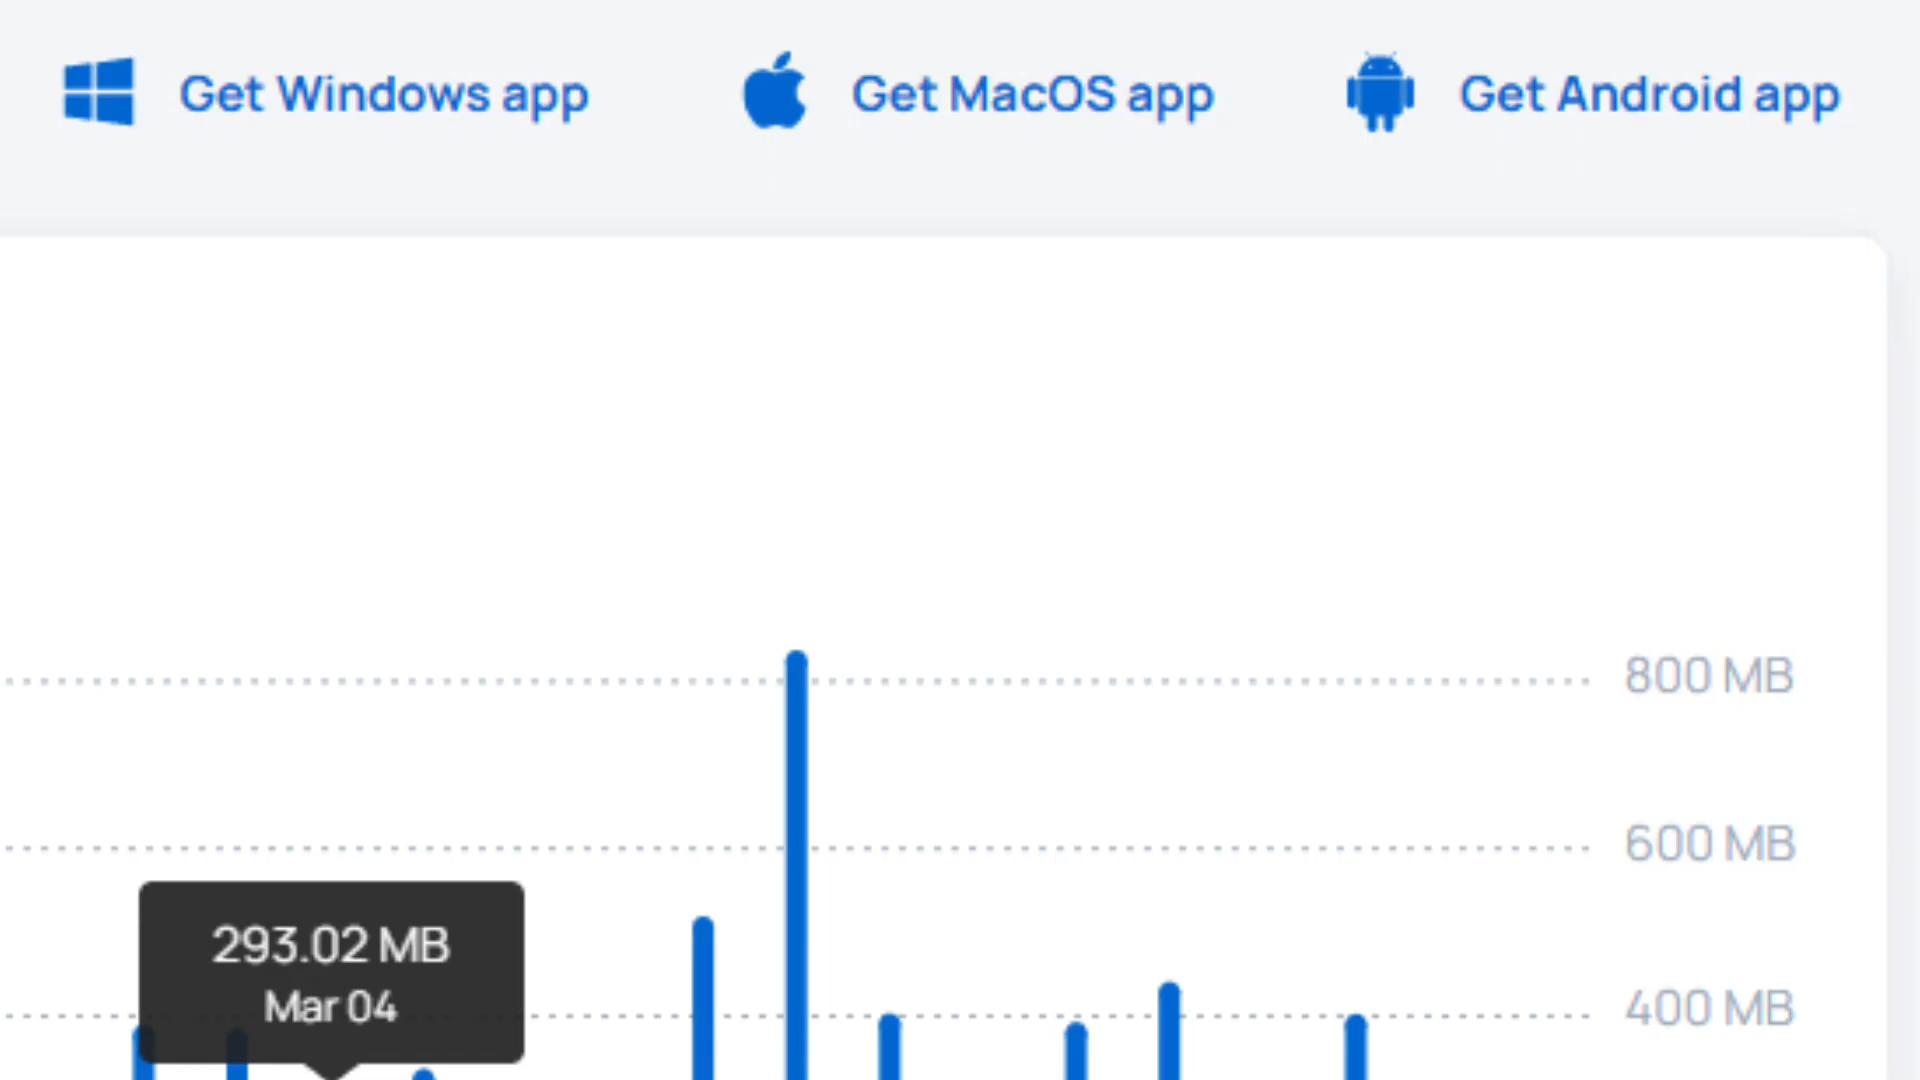 Get Windows app
Get MacOS app
Get Android app
800 MB
600 MB
293.02 MB
Mar 04
400 MB